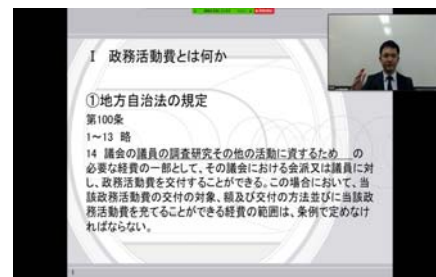 Ⅰ 政務活動費とは何か
①地方自治法の規定
第100条
1~13 略
14 議会の議員の調査研究その他の活動に資するため の
必要な経費の一部として、その議会における会派又は議員に対
し、政務活動費を交付することができる。この場合において、当
該政務活動費の交付の対象、額及び交付の方法並びに当該政
務活動費を充てることができる経費の範囲は、条例で定めなけ
ればならない。